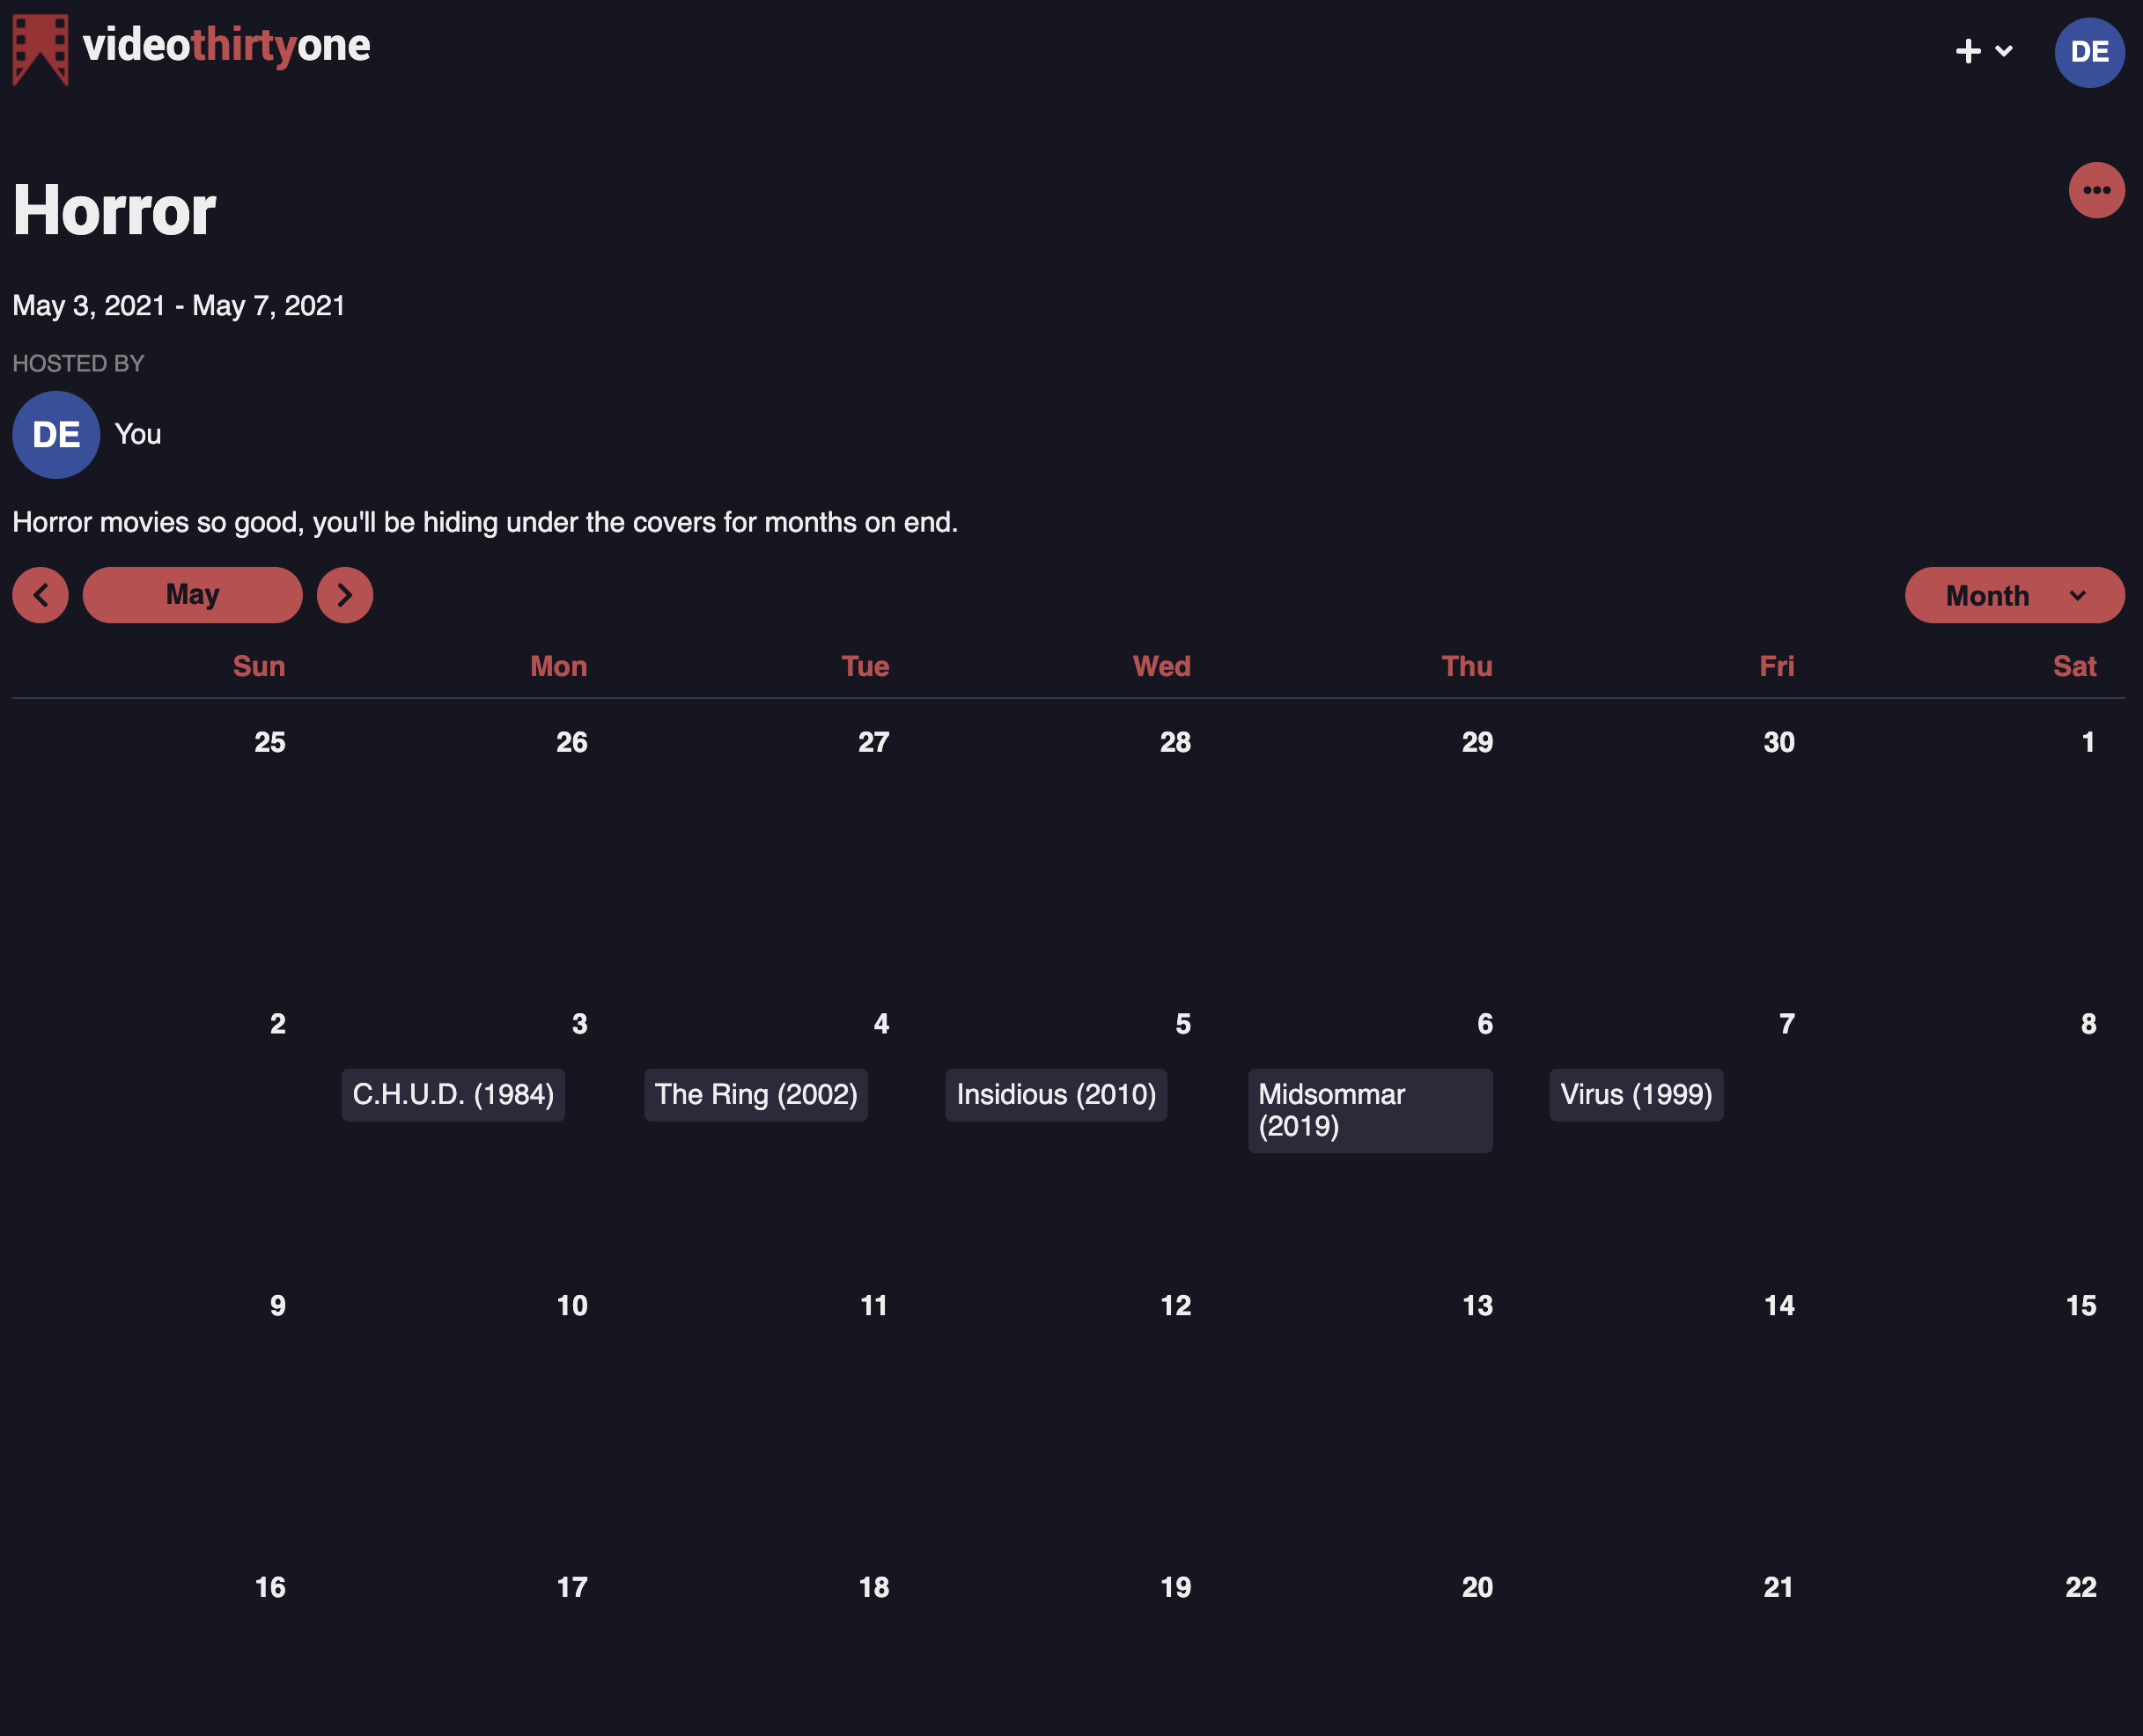 videothirtyone
DE
Horror
May 3, 2021 - May 7, 2021
HOSTED BY
DE You
Horror movies so good, you'll be hiding under the covers for months on end.
May Month
Sun Mon Tue Wed Thu Fri Sat
25 26 27 28 29 30 1
2 3 4 5 6 7 8
C.H.U.D. (1984) The Ring (2002) Insidious (2010) Midsommar Virus (1999)
(2019)
9 10 11 12 13 14 15
16 17 18 19 20 21 22